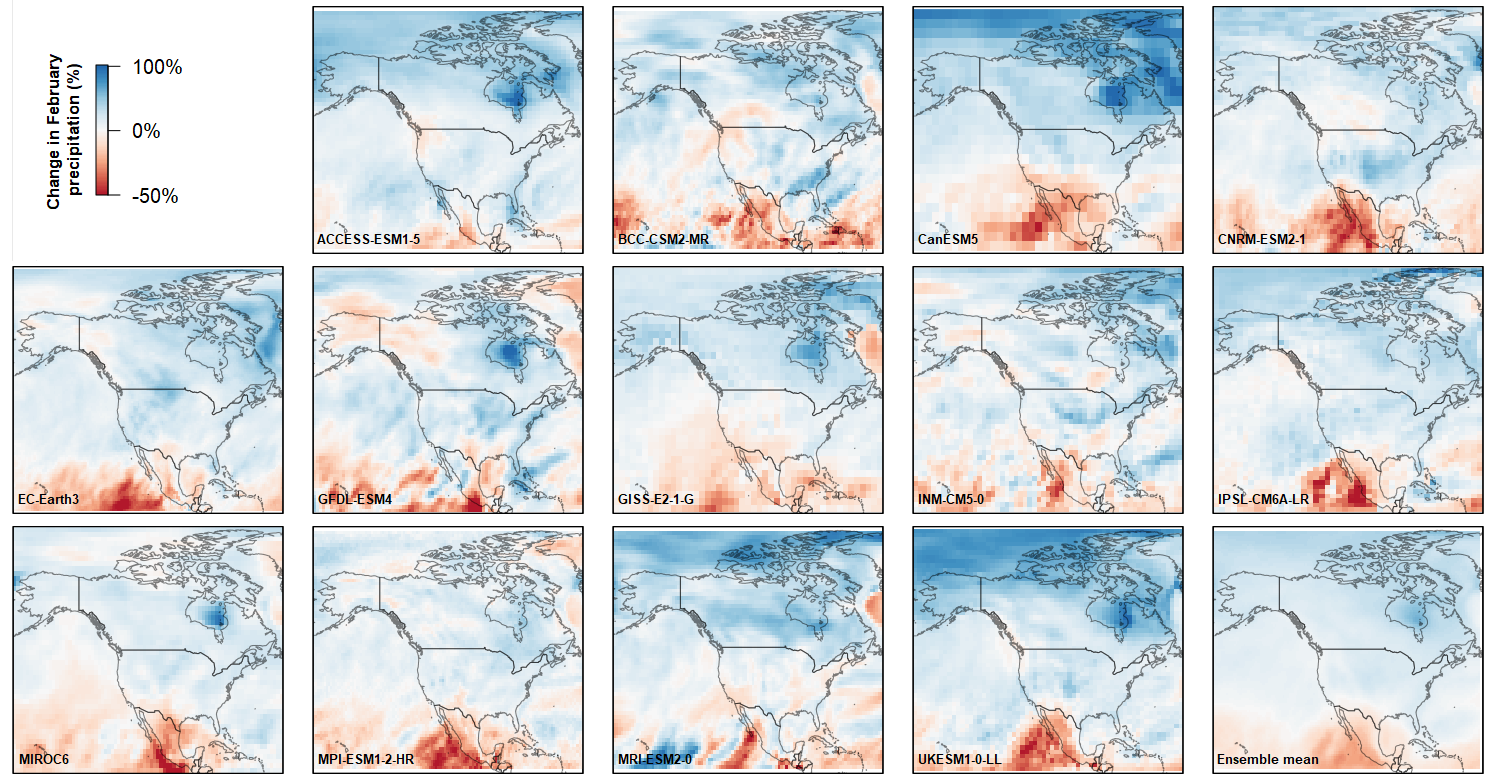 Change in February
precipitation (%)
100%
0%
-50%
ACCESS-ESM1-5
BCC-CSM2-MR
CanESM5
CNRM-ESM2-1
EC-Earth3
GFDL-ESM4
GISS-E2-1-G
INM-CM5-0
IPSL-CM6A-LR
MIROC6
MPI-ESM1-2-HR
MRI-ESM2-0
UKESM1-0-LL
Ensemble mean